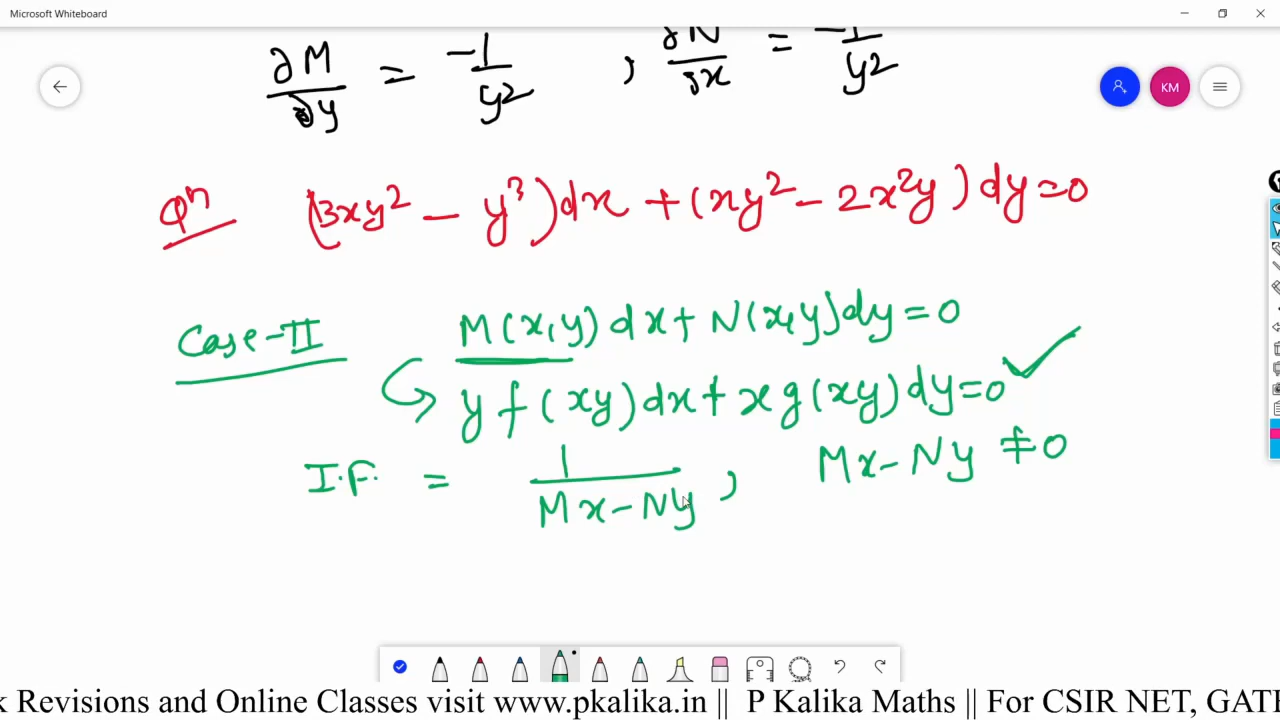 Microsoft Whiteboard
∂M/∂y = -1/y², ∂N/∂x = -1/y²
KM
Qn (3xy² - y³)dx + (xy² - 2x²y)dy=0
Case-II M(x,y)dx + N(x,y)dy = 0
y f(xy)dx + x g(xy)dy=0
I.F. = 1/(Mx-Ny), Mx-Ny ≠ 0
k Revisions and Online Classes visit www.pkalika.in || P Kalika Maths || For CSIR NET, GATE